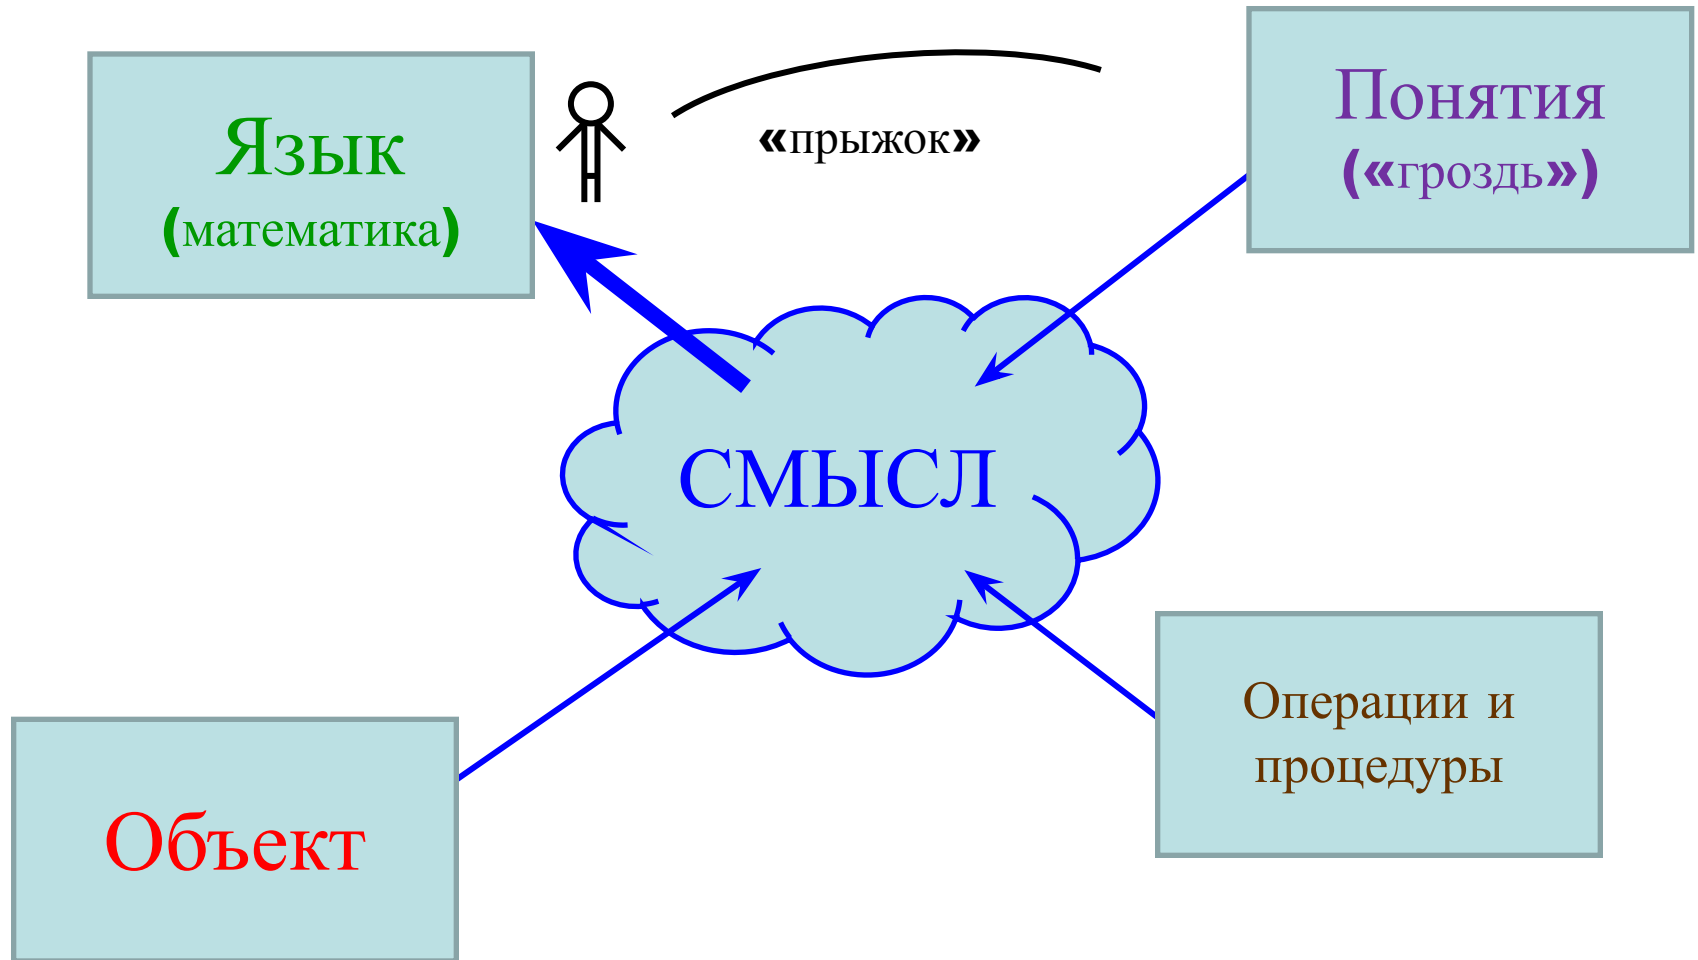 Язык
(математика)
«прыжок»
Понятия
(«гроздь»)
СМЫСЛ
Операции и
процедуры
Объект